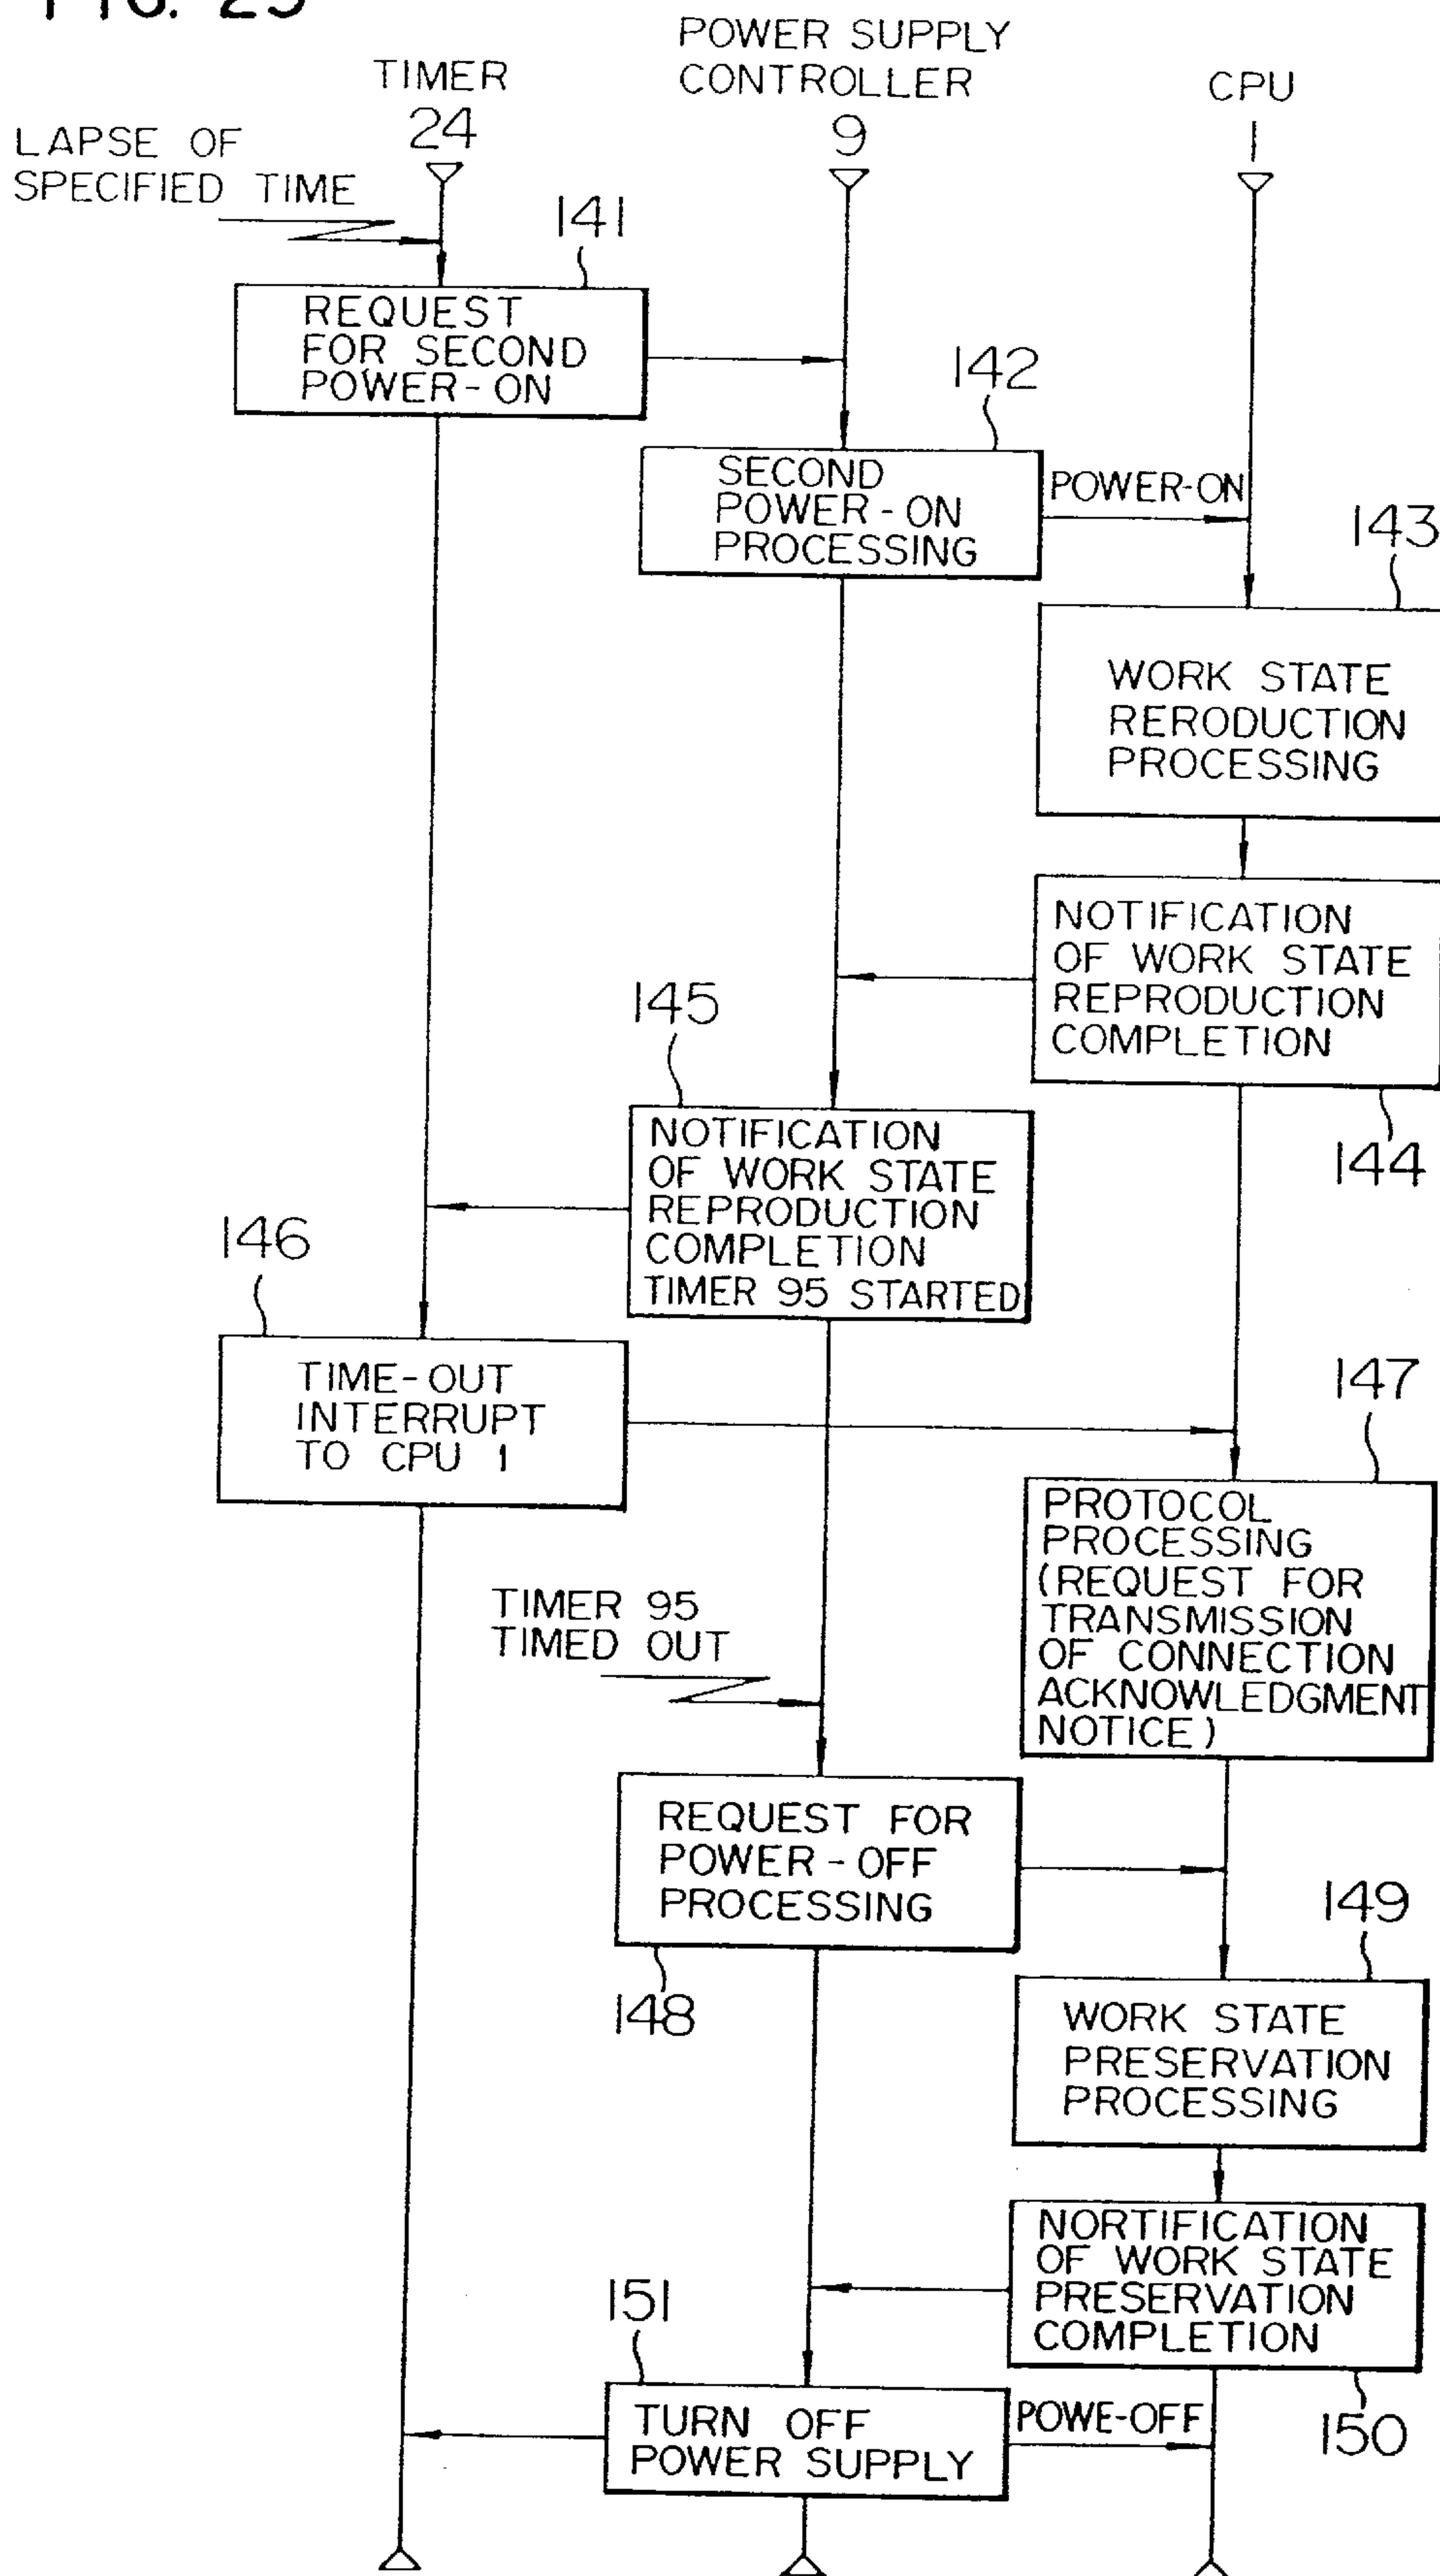 FIG. 25
POWER SUPPLY
CONTROLLER
9
TIMER
24
CPU
1
LAPSE OF
SPECIFIED TIME
141
REQUEST
FOR SECOND
POWER-ON
142
SECOND
POWER-ON
PROCESSING
POWER-ON
143
WORK STATE
RERODUCTION
PROCESSING
NOTIFICATION
OF WORK STATE
REPRODUCTION
COMPLETION
144
145
NOTIFICATION
OF WORK STATE
REPRODUCTION
COMPLETION
TIMER 95 STARTED
146
TIME-OUT
INTERRUPT
TO CPU 1
147
PROTOCOL
PROCESSING
(REQUEST FOR
TRANSMISSION
OF CONNECTION
ACKNOWLEDGMENT
NOTICE)
TIMER 95
TIMED OUT
REQUEST FOR
POWER-OFF
PROCESSING
148
149
WORK STATE
PRESERVATION
PROCESSING
NORTIFICATION
OF WORK STATE
PRESERVATION
COMPLETION
150
151
TURN OFF
POWER SUPPLY
POWE-OFF